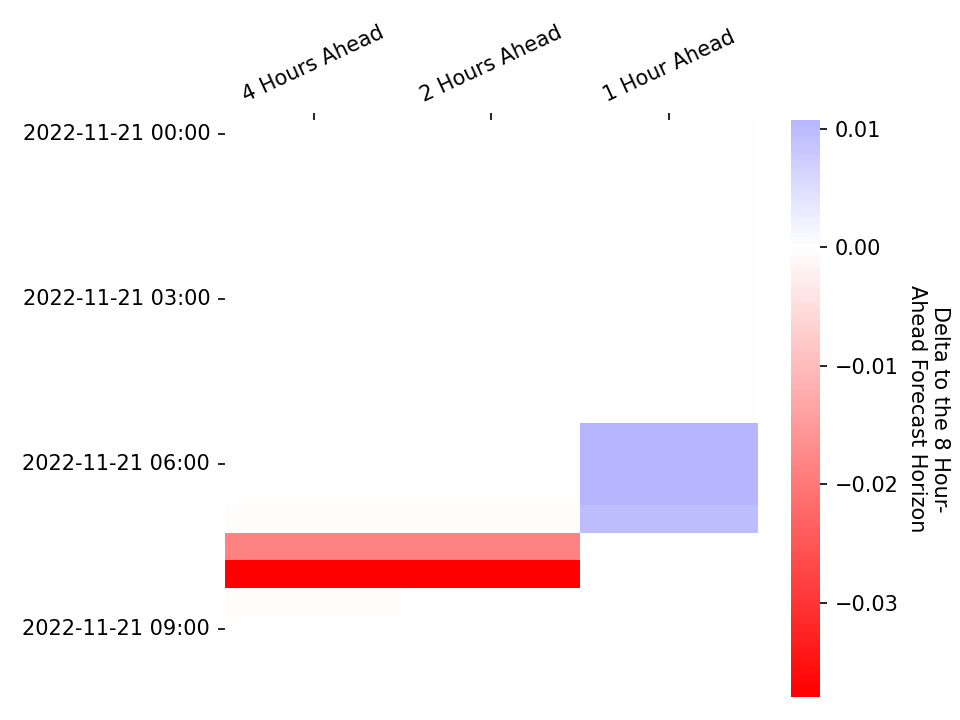 4 Hours Ahead
2 Hours Ahead
1 Hour Ahead
2022-11-21 00:00
2022-11-21 03:00
2022-11-21 06:00
2022-11-21 09:00
0.01
0.00
−0.01
−0.02
−0.03
Delta to the 8 Hour-
Ahead Forecast Horizon